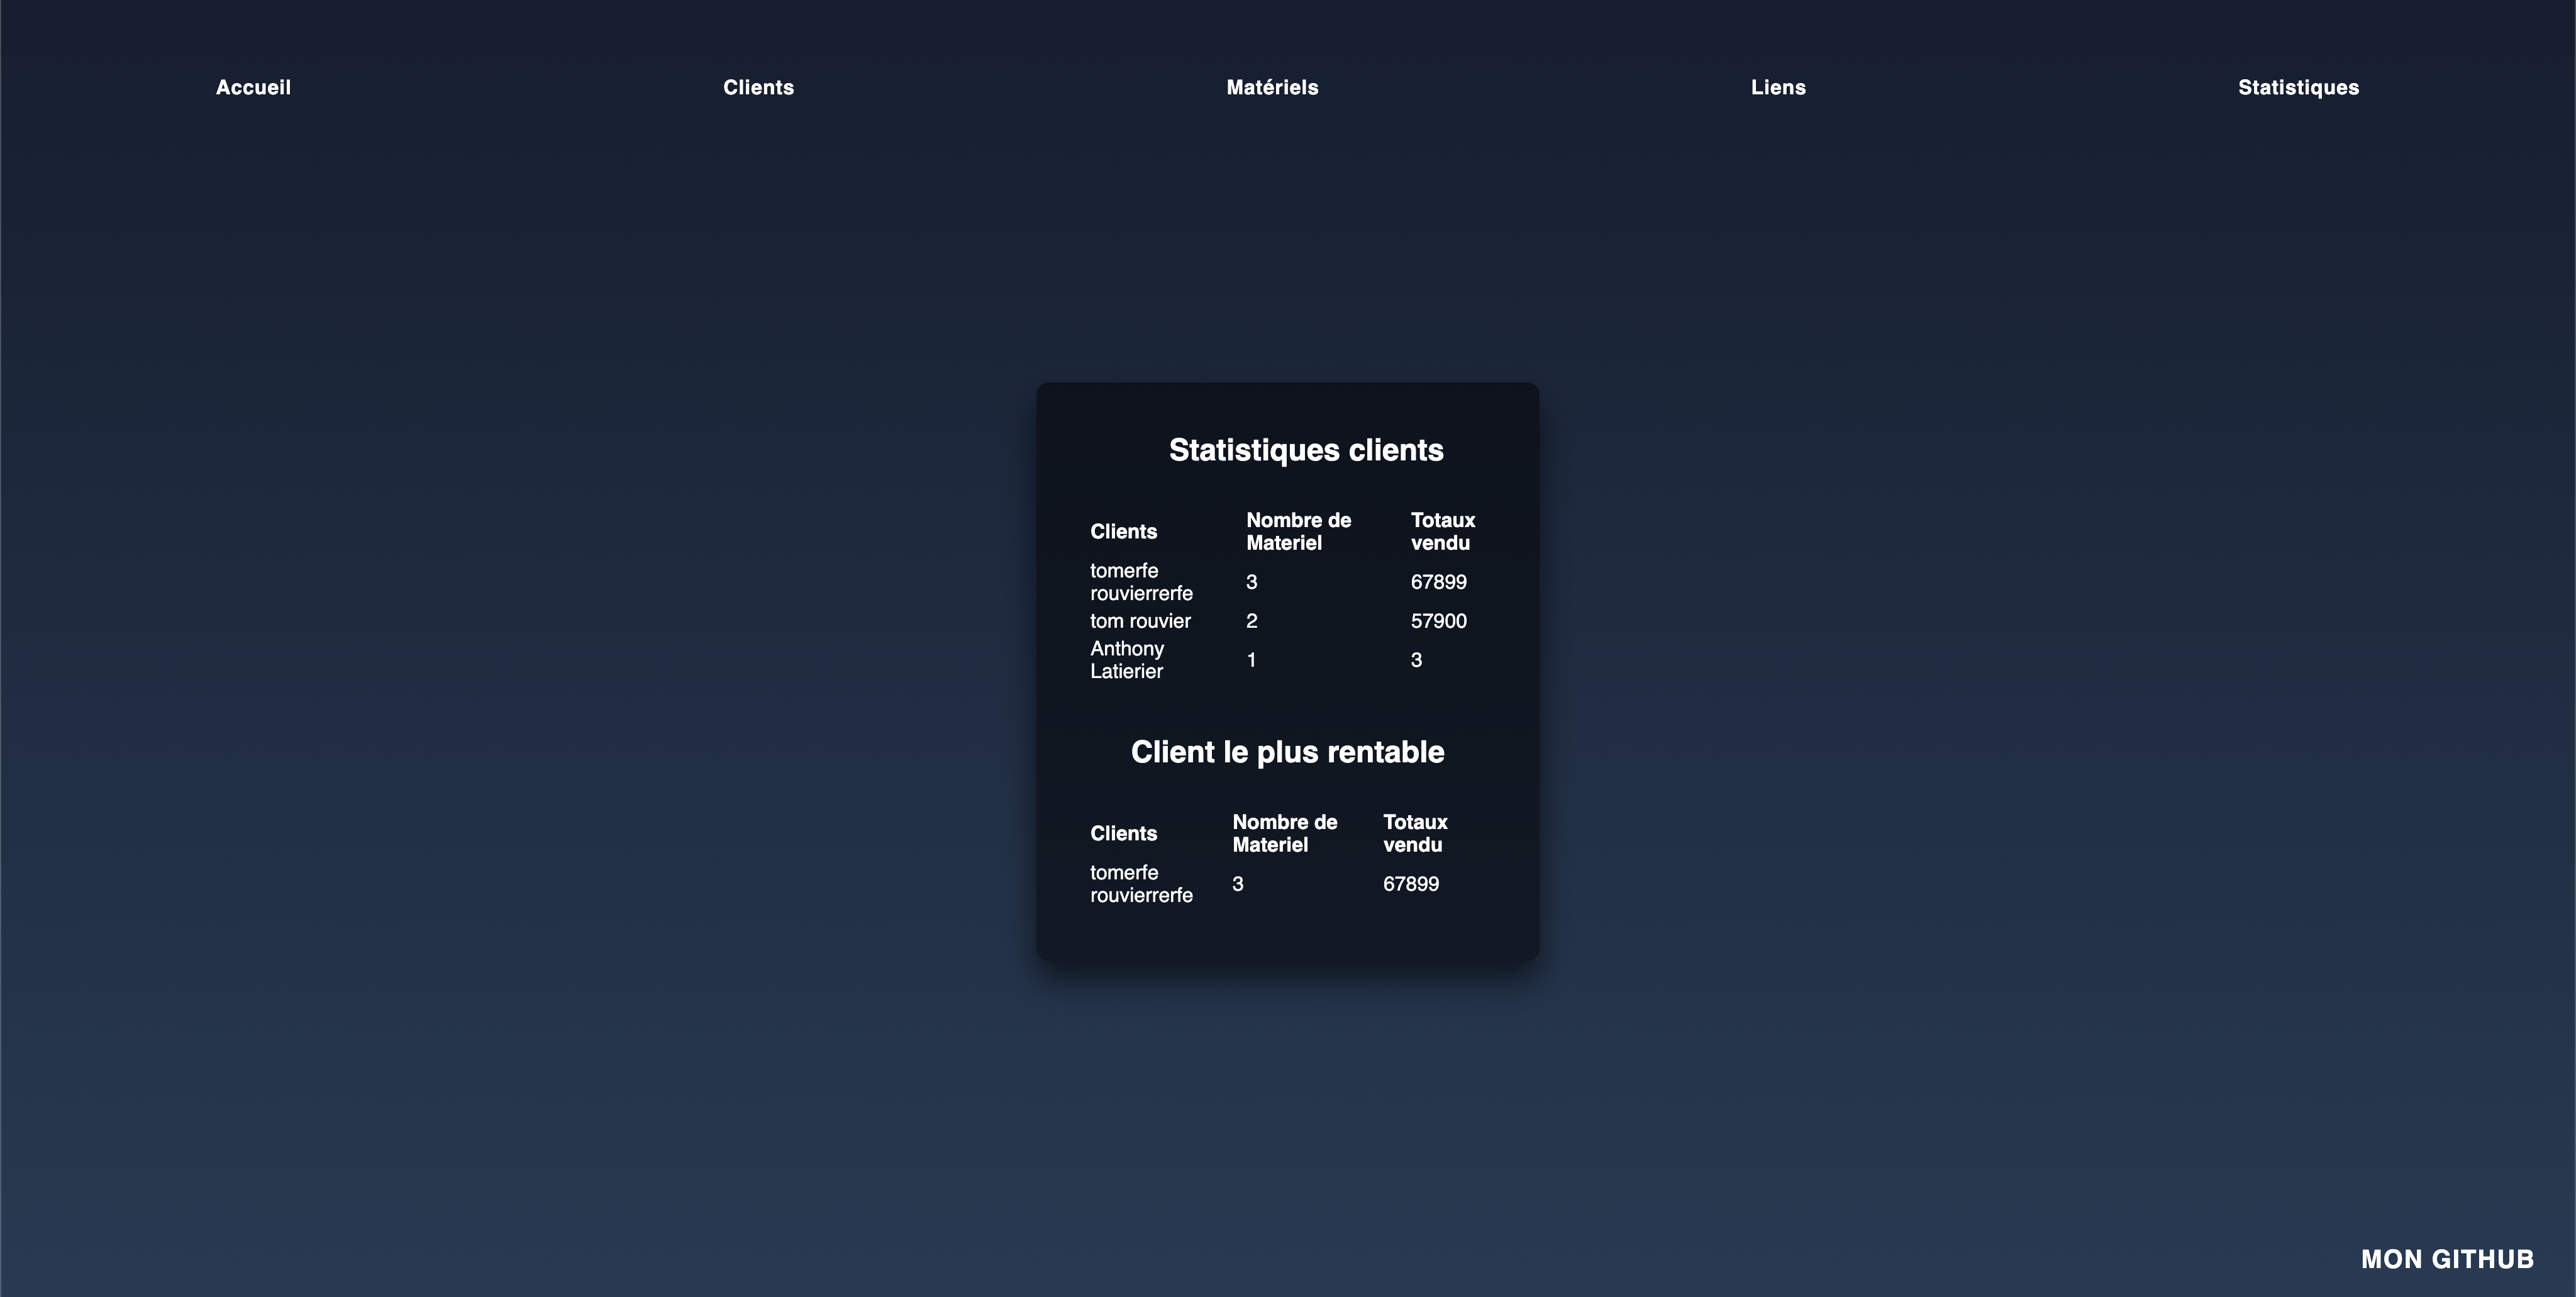 Accueil Clients Matériels Liens Statistiques
Statistiques clients
Clients Nombre de Materiel Totaux vendu
tomerfe rouvierrerfe 3 67899
tom rouvier 2 57900
Anthony Latierier 1 3
Client le plus rentable
Clients Nombre de Materiel Totaux vendu
tomerfe rouvierrerfe 3 67899
MON GITHUB